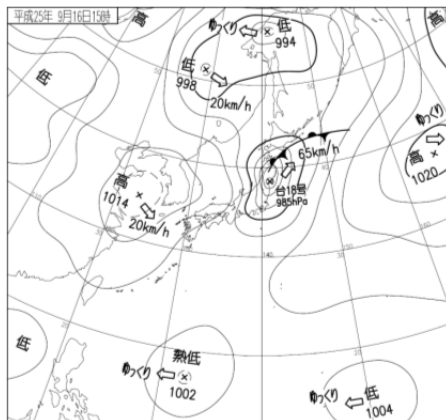 平成25年 9月16日15時
高
低
ゆっくり
低
994
低
998
20km/h
高
65km/h
ゆっくり
高
1020
台18号
985hPa
高
1014
20km/h
140
低
熱低
ゆっくり
1002
ゆっくり
低
1004